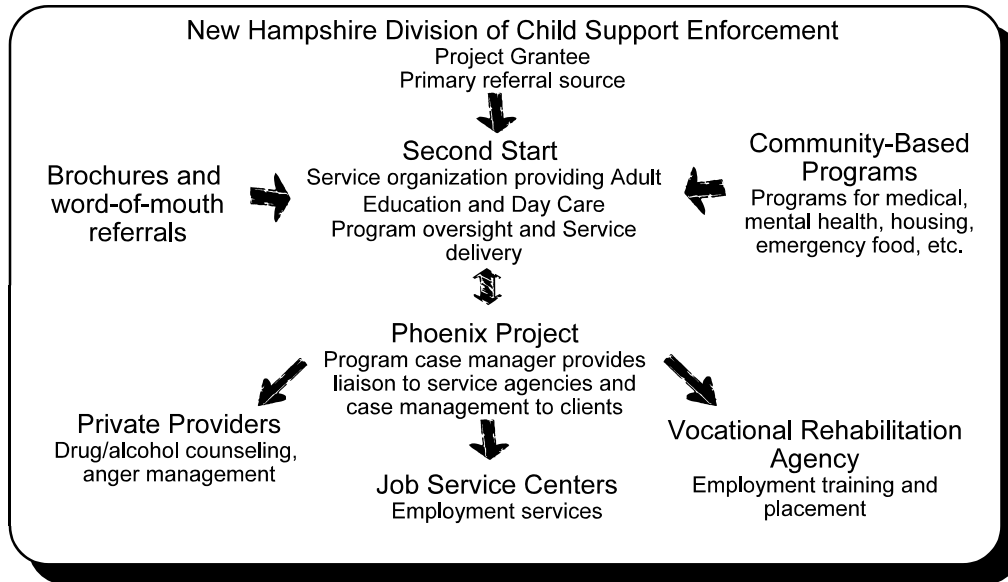 New Hampshire Division of Child Support Enforcement
Project Grantee
Primary referral source
Brochures and
word-of-mouth
referrals
Second Start
Service organization providing Adult
Education and Day Care
Program oversight and Service
delivery
Community-Based
Programs
Programs for medical,
mental health, housing,
emergency food, etc.
Phoenix Project
Program case manager provides
liaison to service agencies and
case management to clients
Private Providers
Drug/alcohol counseling,
anger management
Job Service Centers
Employment services
Vocational Rehabilitation
Agency
Employment training and
placement